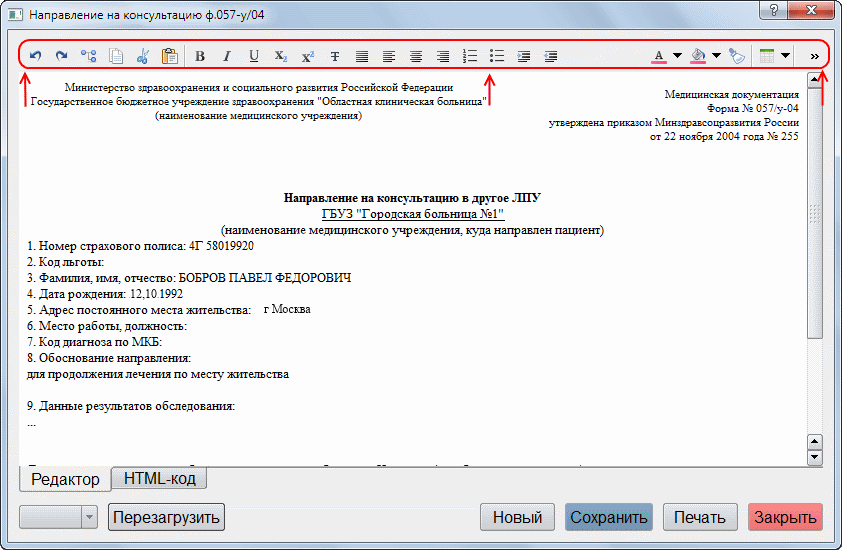 Направление на консультацию ф.057-у/04
B I U X₂ X² T A »
Министерство здравоохранения и социального развития Российской Федерации
Государственное бюджетное учреждение здравоохранения "Областная клиническая больница"
(наименование медицинского учреждения)
Медицинская документация
Форма № 057/у-04
утверждена приказом Минздравсоцразвития России
от 22 ноября 2004 года № 255
Направление на консультацию в другое ЛПУ
ГБУЗ "Городская больница №1"
(наименование медицинского учреждения, куда направлен пациент)
1. Номер страхового полиса: 4Г 58019920
2. Код льготы:
3. Фамилия, имя, отчество: БОБРОВ ПАВЕЛ ФЕДОРОВИЧ
4. Дата рождения: 12.10.1992
5. Адрес постоянного места жительства: г Москва
6. Место работы, должность:
7. Код диагноза по МКБ:
8. Обоснование направления:
для продолжения лечения по месту жительства
9. Данные результатов обследования:
...
Редактор HTML-код
Перезагрузить Новый Сохранить Печать Закрыть